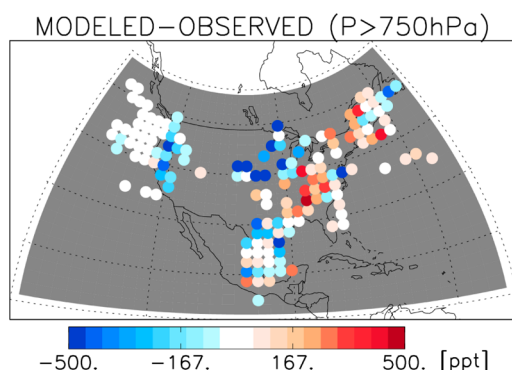 MODELED-OBSERVED (P>750hPa)
-500. -167. 167. 500. [ppt]